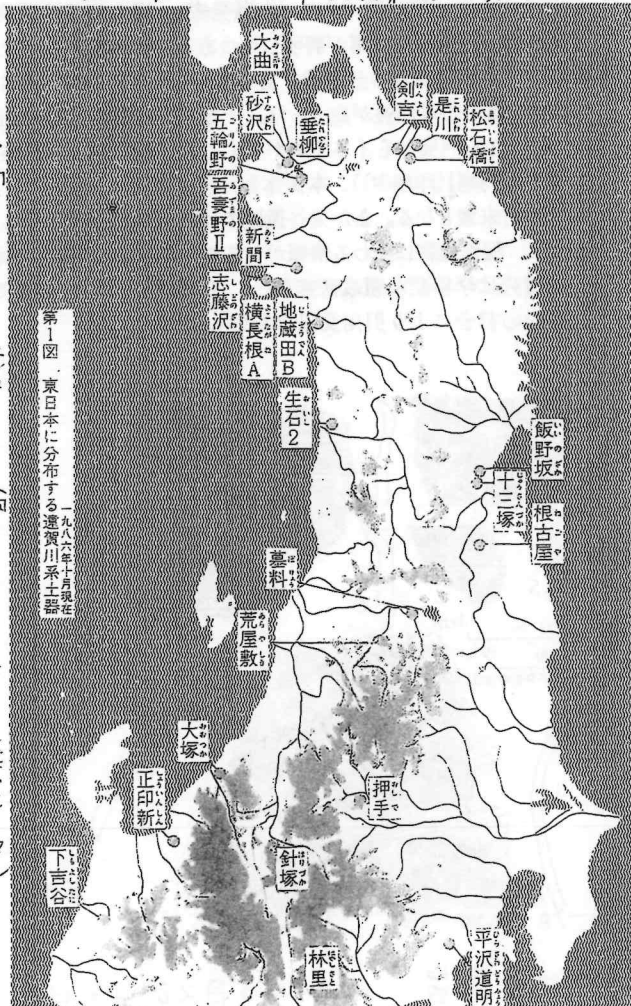 大曲
砂沢
垂柳
五輪野
吾妻野Ⅱ
剣吉
是川
松石橋
新間
志藤沢
横長根A
地蔵田B
生石2
飯野坂
十三塚
根古屋
墓料
荒屋敷
大塚
正印新
下吉谷
押手
針塚
林里
平沢道明
第1図 東日本に分布する遠賀川系土器
一九八六年十月現在